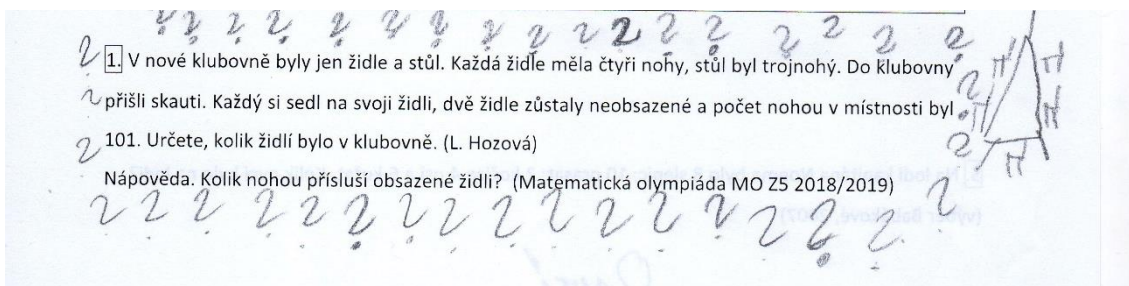 ? ? ? ? ? ? ? ? ? ? ? ? ? ? ? ? ?
? 1. V nové klubovně byly jen židle a stůl. Každá židle měla čtyři nohy, stůl byl trojnohý. Do klubovny
? přišli skauti. Každý si sedl na svoji židli, dvě židle zůstaly neobsazené a počet nohou v místnosti byl ?
? 101. Určete, kolik židlí bylo v klubovně. (L. Hozová) ?
Nápověda. Kolik nohou přísluší obsazené židli? (Matematická olympiáda MO Z5 2018/2019) ?
? ? ? ? ? ? ? ? ? ? ? ? ? ? ? ?